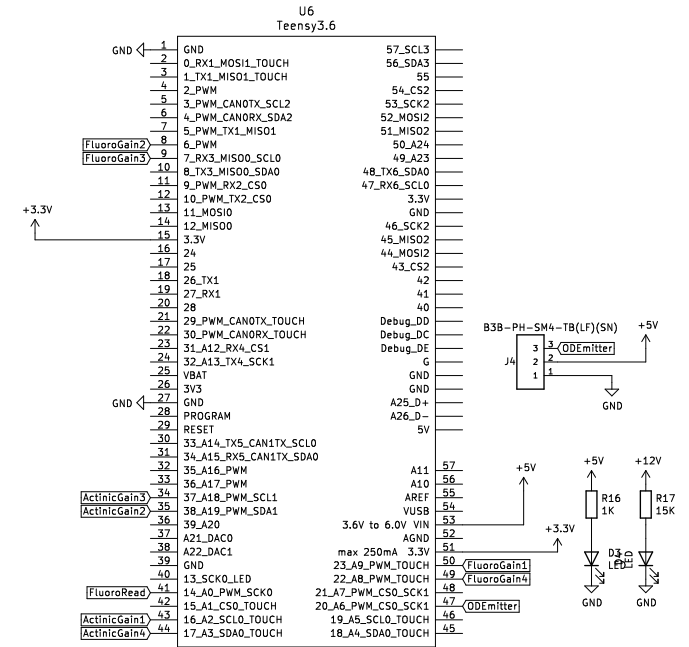 U6
Teensy3.6
GND 1 GND 57_SCL3
2 0_RX1_MOSI1_TOUCH 56_SDA3
3 1_TX1_MISO1_TOUCH 55
4 2_PWM 54_CS2
5 3_PWM_CAN0TX_SCL2 53_SCK2
6 4_PWM_CAN0RX_SDA2 52_MOSI2
7 5_PWM_TX1_MISO1 51_MISO2
FluoroGain2 8 6_PWM 50_A24
FluoroGain3 9 7_RX3_MISO0_SCL0 49_A23
10 8_TX3_MISO0_SDA0 48_TX6_SDA0
11 9_PWM_RX2_CS0 47_RX6_SCL0
12 10_PWM_TX2_CS0 3.3V
+3.3V 13 11_MOSI0 GND
14 12_MISO0 46_SCK2
15 3.3V 45_MISO2
16 24 44_MOSI2
17 25 43_CS2
18 26_TX1 42
19 27_RX1 41
20 28 40
21 29_PWM_CAN0TX_TOUCH Debug_DD
22 30_PWM_CAN0RX_TOUCH Debug_DC
23 31_A12_RX4_CS1 Debug_DE
24 32_A13_TX4_SCK1 G
25 VBAT GND
26 3V3 GND
GND 27 GND A25_D+
28 PROGRAM A26_D-
29 RESET 5V
30 33_A14_TX5_CAN1TX_SCL0
31 34_A15_RX5_CAN1TX_SDA0
32 35_A16_PWM A11 57
33 36_A17_PWM A10 56
ActinicGain3 34 37_A18_PWM_SCL1 AREF 55
ActinicGain2 35 38_A19_PWM_SDA1 VUSB 54
36 39_A20 3.6V to 6.0V VIN 53
37 A21_DAC0 AGND 52
38 A22_DAC1 max 250mA 3.3V 51
39 GND 23_A9_PWM_TOUCH 50 FluoroGain1
40 13_SCK0_LED 22_A8_PWM_TOUCH 49 FluoroGain4
FluoroRead 41 14_A0_PWM_SCK0 21_A7_PWM_CS0_SCK1 48
42 15_A1_CS0_TOUCH 20_A6_PWM_CS0_SCK1 47 ODEmitter
ActinicGain1 43 16_A2_SCL0_TOUCH 19_A5_SCL0_TOUCH 46
ActinicGain4 44 17_A3_SDA0_TOUCH 18_A4_SDA0_TOUCH 45
+5V
+3.3V
B3B-PH-SM4-TB(LF)(SN)
+5V
3 3 ODEmitter
J4 2 2
1 1
GND
+5V +12V
R16 R17
1K 15K
D3
LED
LED
GND GND